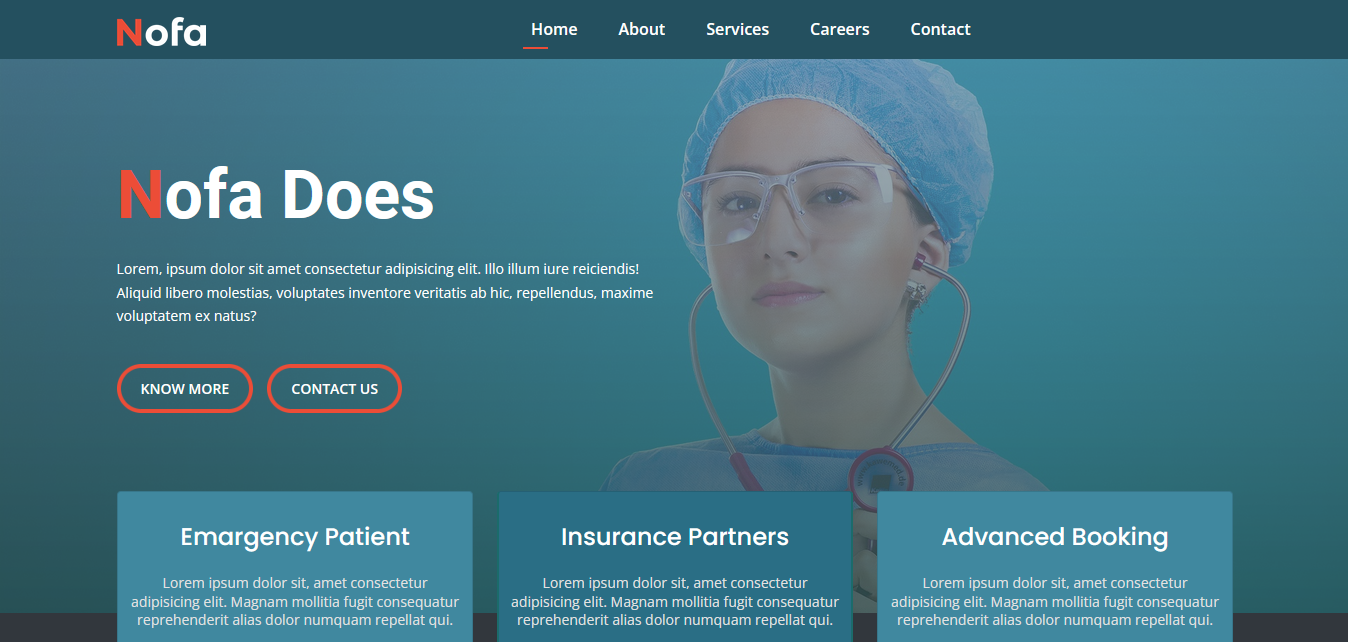 Nofa
Home About Services Careers Contact
Nofa Does
Lorem, ipsum dolor sit amet consectetur adipisicing elit. Illo illum iure reiciendis!
Aliquid libero molestias, voluptates inventore veritatis ab hic, repellendus, maxime
voluptatem ex natus?
KNOW MORE CONTACT US
Emargency Patient
Lorem ipsum dolor sit, amet consectetur
adipisicing elit. Magnam mollitia fugit consequatur
reprehenderit alias dolor numquam repellat qui.
Insurance Partners
Lorem ipsum dolor sit, amet consectetur
adipisicing elit. Magnam mollitia fugit consequatur
reprehenderit alias dolor numquam repellat qui.
Advanced Booking
Lorem ipsum dolor sit, amet consectetur
adipisicing elit. Magnam mollitia fugit consequatur
reprehenderit alias dolor numquam repellat qui.